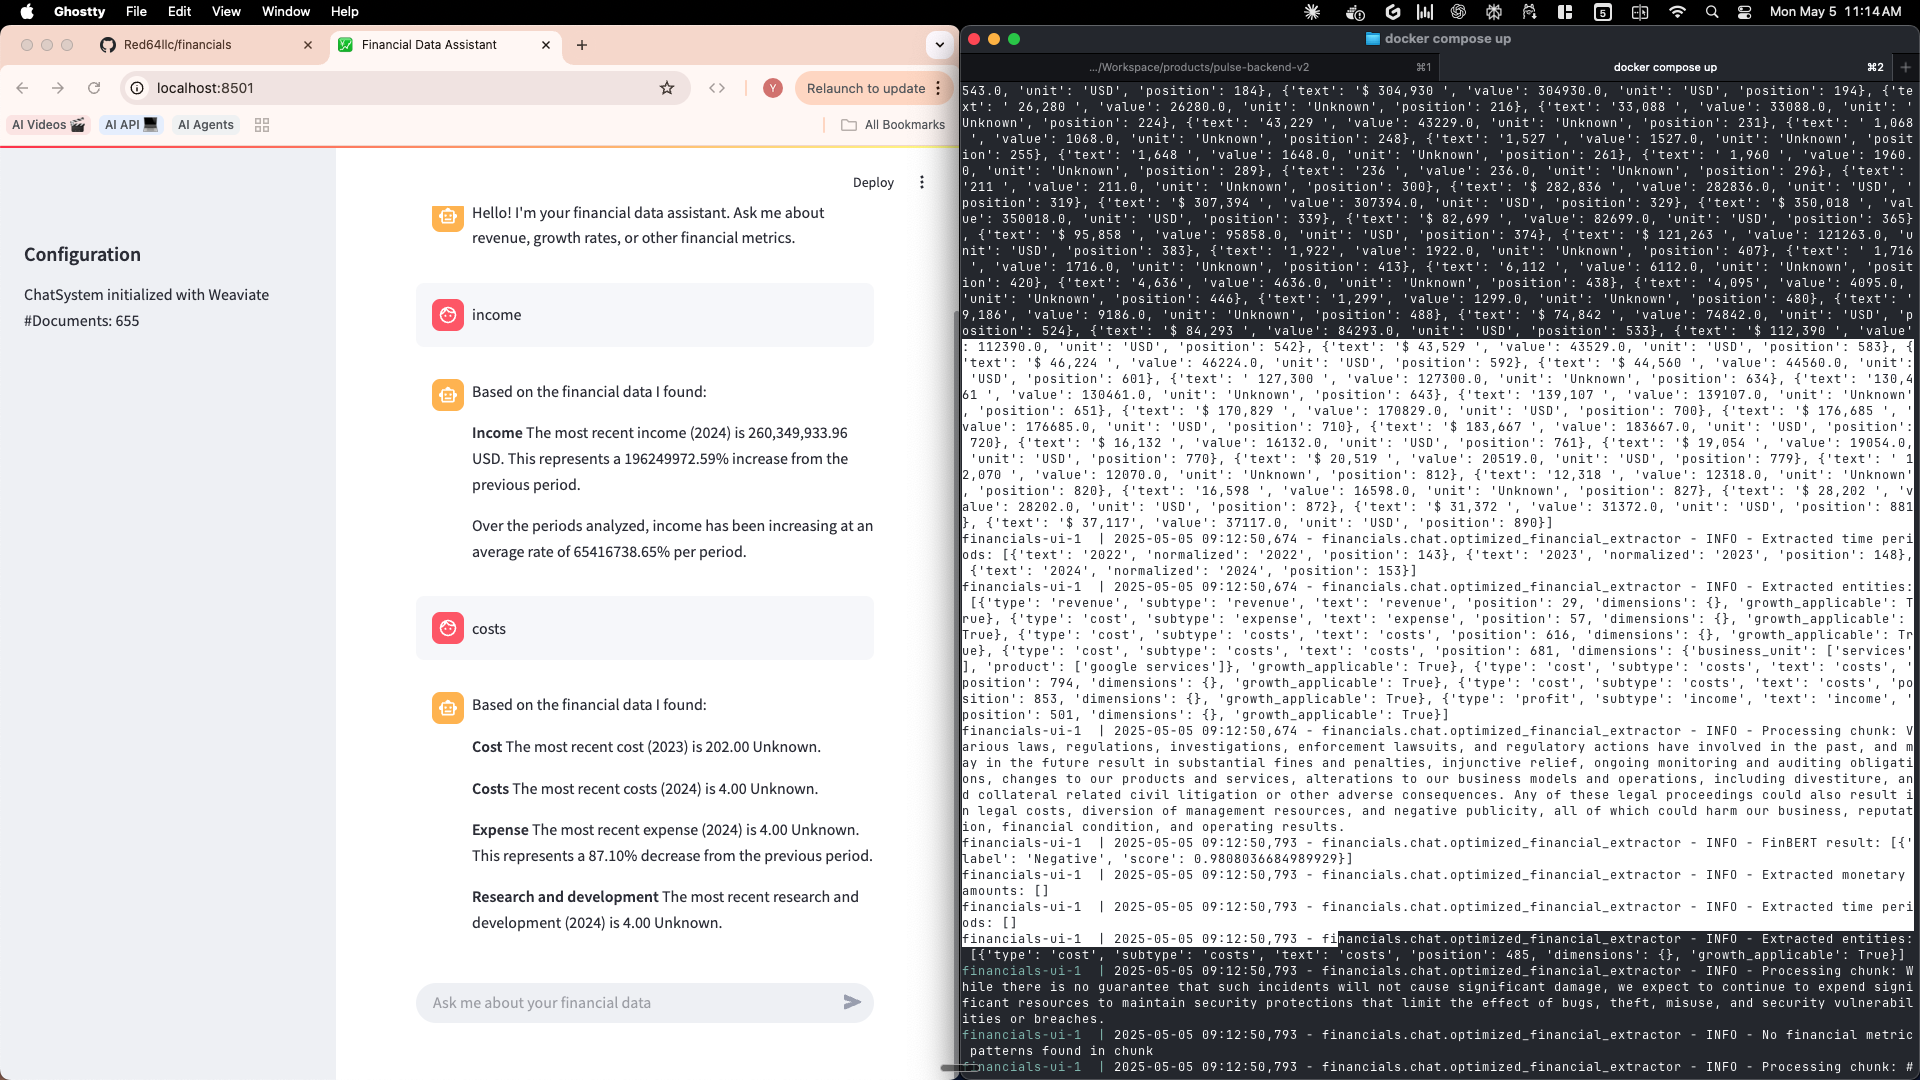 Ghostty File Edit View Window Help
5 Mon May 5 11:14 AM
Red64llc/financials
Financial Data Assistant
localhost:8501
Y
Relaunch to update
AI Videos
AI API
AI Agents
All Bookmarks
Deploy
Configuration
ChatSystem initialized with Weaviate
#Documents: 655
Hello! I'm your financial data assistant. Ask me about
revenue, growth rates, or other financial metrics.
income
Based on the financial data I found:
Income The most recent income (2024) is 260,349,933.96
USD. This represents a 196249972.59% increase from the
previous period.
Over the periods analyzed, income has been increasing at an
average rate of 65416738.65% per period.
costs
Based on the financial data I found:
Cost The most recent cost (2023) is 202.00 Unknown.
Costs The most recent costs (2024) is 4.00 Unknown.
Expense The most recent expense (2024) is 4.00 Unknown.
This represents a 87.10% decrease from the previous period.
Research and development The most recent research and
development (2024) is 4.00 Unknown.
Ask me about your financial data
docker compose up
.../Workspace/products/pulse-backend-v2 ⌘1
docker compose up ⌘2
543.0, 'unit': 'USD', 'position': 184}, {'text': '$ 304,930 ', 'value': 304930.0, 'unit': 'USD', 'position': 194}, {'te
xt': ' 26,280 ', 'value': 26280.0, 'unit': 'Unknown', 'position': 216}, {'text': '33,088 ', 'value': 33088.0, 'unit': '
Unknown', 'position': 224}, {'text': '43,229 ', 'value': 43229.0, 'unit': 'Unknown', 'position': 231}, {'text': ' 1,068
 ', 'value': 1068.0, 'unit': 'Unknown', 'position': 248}, {'text': '1,527 ', 'value': 1527.0, 'unit': 'Unknown', 'posit
ion': 255}, {'text': '1,648 ', 'value': 1648.0, 'unit': 'Unknown', 'position': 261}, {'text': ' 1,960 ', 'value': 1960.
0, 'unit': 'Unknown', 'position': 289}, {'text': '236 ', 'value': 236.0, 'unit': 'Unknown', 'position': 296}, {'text':
'211 ', 'value': 211.0, 'unit': 'Unknown', 'position': 300}, {'text': '$ 282,836 ', 'value': 282836.0, 'unit': 'USD', '
position': 319}, {'text': '$ 307,394 ', 'value': 307394.0, 'unit': 'USD', 'position': 329}, {'text': '$ 350,018 ', 'val
ue': 350018.0, 'unit': 'USD', 'position': 339}, {'text': '$ 82,699 ', 'value': 82699.0, 'unit': 'USD', 'position': 365}
, {'text': '$ 95,858 ', 'value': 95858.0, 'unit': 'USD', 'position': 374}, {'text': '$ 121,263 ', 'value': 121263.0, 'u
nit': 'USD', 'position': 383}, {'text': '1,922', 'value': 1922.0, 'unit': 'Unknown', 'position': 407}, {'text': ' 1,716
 ', 'value': 1716.0, 'unit': 'Unknown', 'position': 413}, {'text': '6,112 ', 'value': 6112.0, 'unit': 'Unknown', 'posit
ion': 420}, {'text': '4,636', 'value': 4636.0, 'unit': 'Unknown', 'position': 438}, {'text': '4,095', 'value': 4095.0,
'unit': 'Unknown', 'position': 446}, {'text': '1,299', 'value': 1299.0, 'unit': 'Unknown', 'position': 480}, {'text': '
9,186', 'value': 9186.0, 'unit': 'Unknown', 'position': 488}, {'text': '$ 74,842 ', 'value': 74842.0, 'unit': 'USD', 'p
osition': 524}, {'text': '$ 84,293 ', 'value': 84293.0, 'unit': 'USD', 'position': 533}, {'text': '$ 112,390 ', 'value'
: 112390.0, 'unit': 'USD', 'position': 542}, {'text': '$ 43,529 ', 'value': 43529.0, 'unit': 'USD', 'position': 583}, {
'text': '$ 46,224 ', 'value': 46224.0, 'unit': 'USD', 'position': 592}, {'text': '$ 44,560 ', 'value': 44560.0, 'unit':
 'USD', 'position': 601}, {'text': ' 127,300 ', 'value': 127300.0, 'unit': 'Unknown', 'position': 634}, {'text': '130,4
61 ', 'value': 130461.0, 'unit': 'Unknown', 'position': 643}, {'text': '139,107 ', 'value': 139107.0, 'unit': 'Unknown'
, 'position': 651}, {'text': '$ 170,829 ', 'value': 170829.0, 'unit': 'USD', 'position': 700}, {'text': '$ 176,685 ', '
value': 176685.0, 'unit': 'USD', 'position': 710}, {'text': '$ 183,667 ', 'value': 183667.0, 'unit': 'USD', 'position':
 720}, {'text': '$ 16,132 ', 'value': 16132.0, 'unit': 'USD', 'position': 761}, {'text': '$ 19,054 ', 'value': 19054.0,
 'unit': 'USD', 'position': 770}, {'text': '$ 20,519 ', 'value': 20519.0, 'unit': 'USD', 'position': 779}, {'text': ' 1
2,070 ', 'value': 12070.0, 'unit': 'Unknown', 'position': 812}, {'text': '12,318 ', 'value': 12318.0, 'unit': 'Unknown'
, 'position': 820}, {'text': '16,598 ', 'value': 16598.0, 'unit': 'Unknown', 'position': 827}, {'text': '$ 28,202 ', 'v
alue': 28202.0, 'unit': 'USD', 'position': 872}, {'text': '$ 31,372 ', 'value': 31372.0, 'unit': 'USD', 'position': 881
}, {'text': '$ 37,117', 'value': 37117.0, 'unit': 'USD', 'position': 890}]
financials-ui-1 | 2025-05-05 09:12:50,674 - financials.chat.optimized_financial_extractor - INFO - Extracted time peri
ods: [{'text': '2022', 'normalized': '2022', 'position': 143}, {'text': '2023', 'normalized': '2023', 'position': 148},
 {'text': '2024', 'normalized': '2024', 'position': 153}]
financials-ui-1 | 2025-05-05 09:12:50,674 - financials.chat.optimized_financial_extractor - INFO - Extracted entities:
 [{'type': 'revenue', 'subtype': 'revenue', 'text': 'revenue', 'position': 29, 'dimensions': {}, 'growth_applicable': T
rue}, {'type': 'cost', 'subtype': 'expense', 'text': 'expense', 'position': 57, 'dimensions': {}, 'growth_applicable':
True}, {'type': 'cost', 'subtype': 'costs', 'text': 'costs', 'position': 616, 'dimensions': {}, 'growth_applicable': Tr
ue}, {'type': 'cost', 'subtype': 'costs', 'text': 'costs', 'position': 681, 'dimensions': {'business_unit': ['services'
], 'product': ['google services']}, 'growth_applicable': True}, {'type': 'cost', 'subtype': 'costs', 'text': 'costs', '
position': 794, 'dimensions': {}, 'growth_applicable': True}, {'type': 'cost', 'subtype': 'costs', 'text': 'costs', 'po
sition': 853, 'dimensions': {}, 'growth_applicable': True}, {'type': 'profit', 'subtype': 'income', 'text': 'income', '
position': 501, 'dimensions': {}, 'growth_applicable': True}]
financials-ui-1 | 2025-05-05 09:12:50,674 - financials.chat.optimized_financial_extractor - INFO - Processing chunk: V
arious laws, regulations, investigations, enforcement lawsuits, and regulatory actions have involved in the past, and m
ay in the future result in substantial fines and penalties, injunctive relief, ongoing monitoring and auditing obligati
ons, changes to our products and services, alterations to our business models and operations, including divestiture, an
d collateral related civil litigation or other adverse consequences. Any of these legal proceedings could also result i
n legal costs, diversion of management resources, and negative publicity, all of which could harm our business, reputat
ion, financial condition, and operating results.
financials-ui-1 | 2025-05-05 09:12:50,793 - financials.chat.optimized_financial_extractor - INFO - FinBERT result: [{'
label': 'Negative', 'score': 0.9808036684989929}]
financials-ui-1 | 2025-05-05 09:12:50,793 - financials.chat.optimized_financial_extractor - INFO - Extracted monetary
amounts: []
financials-ui-1 | 2025-05-05 09:12:50,793 - financials.chat.optimized_financial_extractor - INFO - Extracted time peri
ods: []
financials-ui-1 | 2025-05-05 09:12:50,793 - financials.chat.optimized_financial_extractor - INFO - Extracted entities:
 [{'type': 'cost', 'subtype': 'costs', 'text': 'costs', 'position': 485, 'dimensions': {}, 'growth_applicable': True}]
financials-ui-1 | 2025-05-05 09:12:50,793 - financials.chat.optimized_financial_extractor - INFO - Processing chunk: W
hile there is no guarantee that such incidents will not cause significant damage, we expect to continue to expend signi
ficant resources to maintain security protections that limit the effect of bugs, theft, misuse, and security vulnerabil
ities or breaches.
financials-ui-1 | 2025-05-05 09:12:50,793 - financials.chat.optimized_financial_extractor - INFO - No financial metric
 patterns found in chunk
financials-ui-1 | 2025-05-05 09:12:50,793 - financials.chat.optimized_financial_extractor - INFO - Processing chunk: #